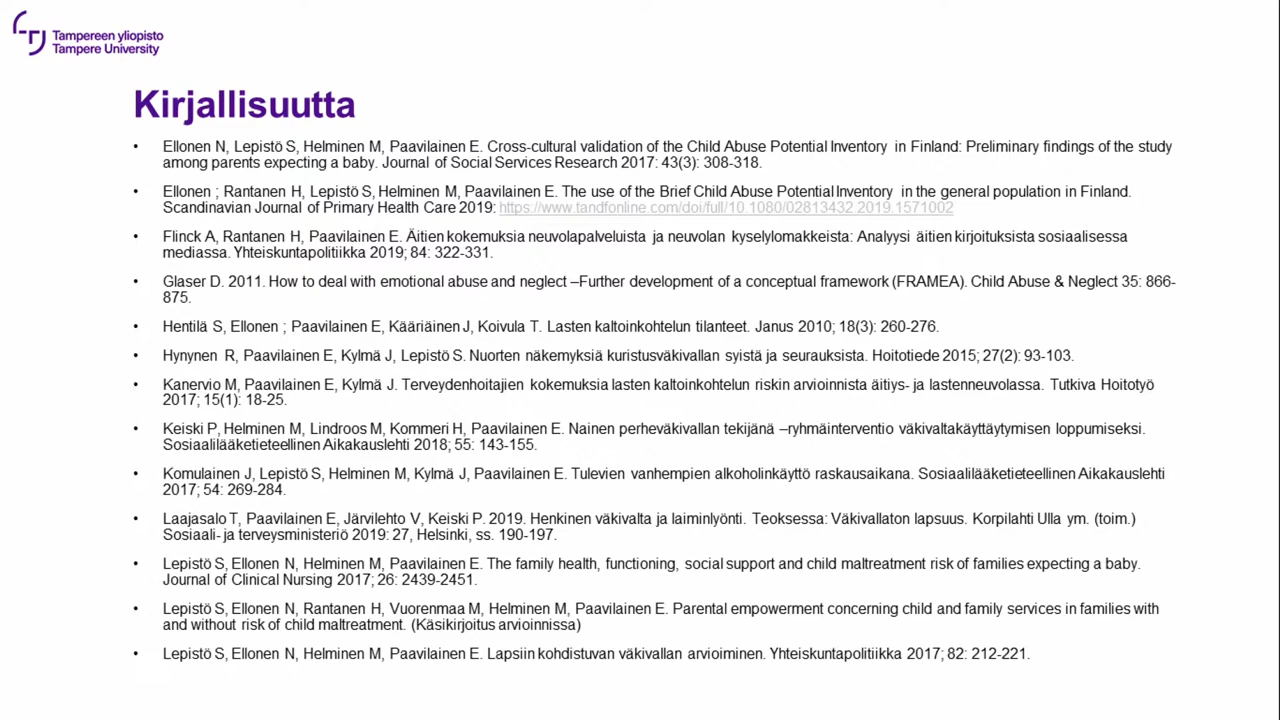 Tampereen yliopisto
Tampere University
Kirjallisuutta
• Ellonen N, Lepistö S, Helminen M, Paavilainen E. Cross-cultural validation of the Child Abuse Potential Inventory in Finland: Preliminary findings of the study
among parents expecting a baby. Journal of Social Services Research 2017: 43(3): 308-318.
• Ellonen ; Rantanen H, Lepistö S, Helminen M, Paavilainen E. The use of the Brief Child Abuse Potential Inventory in the general population in Finland.
Scandinavian Journal of Primary Health Care 2019: https://www.tandfonline.com/doi/full/10.1080/02813432.2019.1571002
• Flinck A, Rantanen H, Paavilainen E. Äitien kokemuksia neuvolapalveluista ja neuvolan kyselylomakkeista: Analyysi äitien kirjoituksista sosiaalisessa
mediassa. Yhteiskuntapolitiikka 2019; 84: 322-331.
• Glaser D. 2011. How to deal with emotional abuse and neglect –Further development of a conceptual framework (FRAMEA). Child Abuse & Neglect 35: 866-
875.
• Hentilä S, Ellonen ; Paavilainen E, Kääriäinen J, Koivula T. Lasten kaltoinkohtelun tilanteet. Janus 2010; 18(3): 260-276.
• Hynynen R, Paavilainen E, Kylmä J, Lepistö S. Nuorten näkemyksiä kuristusväkivallan syistä ja seurauksista. Hoitotiede 2015; 27(2): 93-103.
• Kanervio M, Paavilainen E, Kylmä J. Terveydenhoitajien kokemuksia lasten kaltoinkohtelun riskin arvioinnista äitiys- ja lastenneuvolassa. Tutkiva Hoitotyö
2017; 15(1): 18-25.
• Keiski P, Helminen M, Lindroos M, Kommeri H, Paavilainen E. Nainen perheväkivallan tekijänä –ryhmäinterventio väkivaltakäyttäytymisen loppumiseksi.
Sosiaalilääketieteellinen Aikakauslehti 2018; 55: 143-155.
• Komulainen J, Lepistö S, Helminen M, Kylmä J, Paavilainen E. Tulevien vanhempien alkoholinkäyttö raskausaikana. Sosiaalilääketieteellinen Aikakauslehti
2017; 54: 269-284.
• Laajasalo T, Paavilainen E, Järvilehto V, Keiski P. 2019. Henkinen väkivalta ja laiminlyönti. Teoksessa: Väkivallaton lapsuus. Korpilahti Ulla ym. (toim.)
Sosiaali- ja terveysministeriö 2019: 27, Helsinki, ss. 190-197.
• Lepistö S, Ellonen N, Helminen M, Paavilainen E. The family health, functioning, social support and child maltreatment risk of families expecting a baby.
Journal of Clinical Nursing 2017; 26: 2439-2451.
• Lepistö S, Ellonen N, Rantanen H, Vuorenmaa M, Helminen M, Paavilainen E. Parental empowerment concerning child and family services in families with
and without risk of child maltreatment. (Käsikirjoitus arvioinnissa)
• Lepistö S, Ellonen N, Helminen M, Paavilainen E. Lapsiin kohdistuvan väkivallan arvioiminen. Yhteiskuntapolitiikka 2017; 82: 212-221.